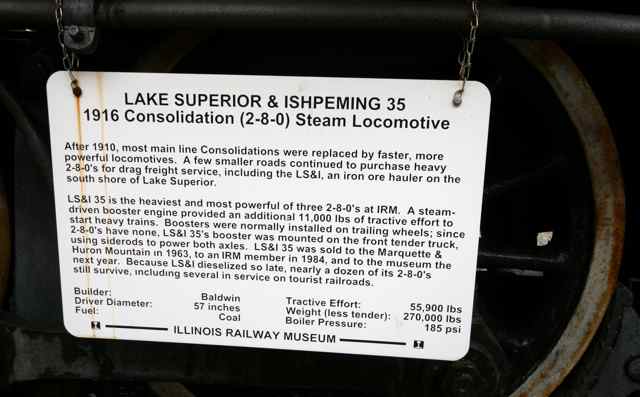 LAKE SUPERIOR & ISHPEMING 35
1916 Consolidation (2-8-0) Steam Locomotive
After 1910, most main line Consolidations were replaced by faster, more
powerful locomotives. A few smaller roads continued to purchase heavy
2-8-0's for drag freight service, including the LS&I, an iron ore hauler on the
south shore of Lake Superior.
LS&I 35 is the heaviest and most powerful of three 2-8-0's at IRM. A steam-
driven booster engine provided an additional 11,000 lbs of tractive effort to
start heavy trains. Boosters were normally installed on trailing wheels; since
2-8-0's have none, LS&I 35's booster was mounted on the front tender truck,
using siderods to power both axles. LS&I 35 was sold to the Marquette &
Huron Mountain in 1963, to an IRM member in 1984, and to the museum the
next year. Because LS&I dieselized so late, nearly a dozen of its 2-8-0's
still survive, including several in service on tourist railroads.
Builder: Baldwin Tractive Effort: 55,900 lbs
Driver Diameter: 57 inches Weight (less tender): 270,000 lbs
Fuel: Coal Boiler Pressure: 185 psi
ILLINOIS RAILWAY MUSEUM